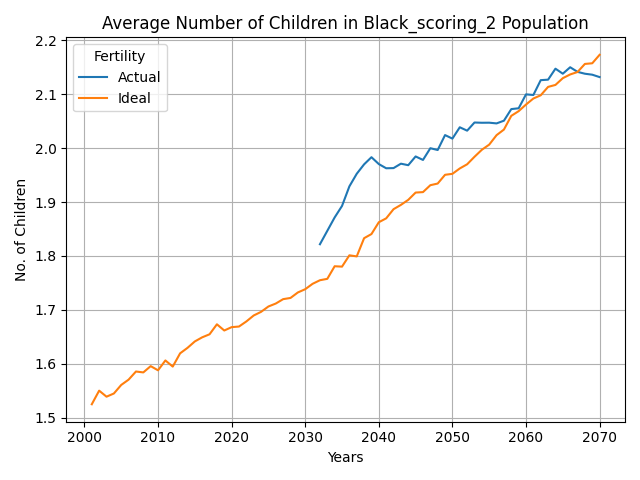 Average Number of Children in Black_scoring_2 Population
Fertility
Actual
Ideal
No. of Children
2.2
2.1
2.0
1.9
1.8
1.7
1.6
1.5
2000 2010 2020 2030 2040 2050 2060 2070
Years